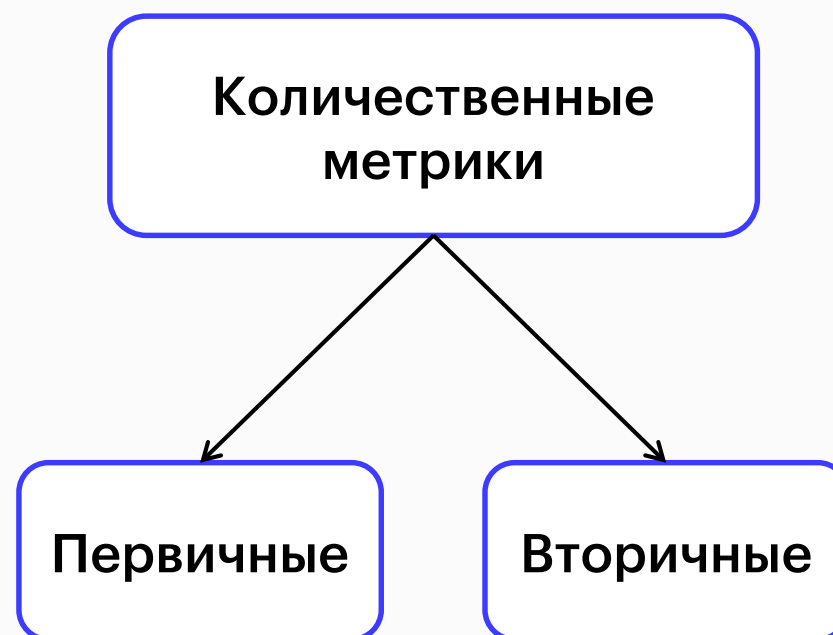 Количественные
метрики
Первичные
Вторичные